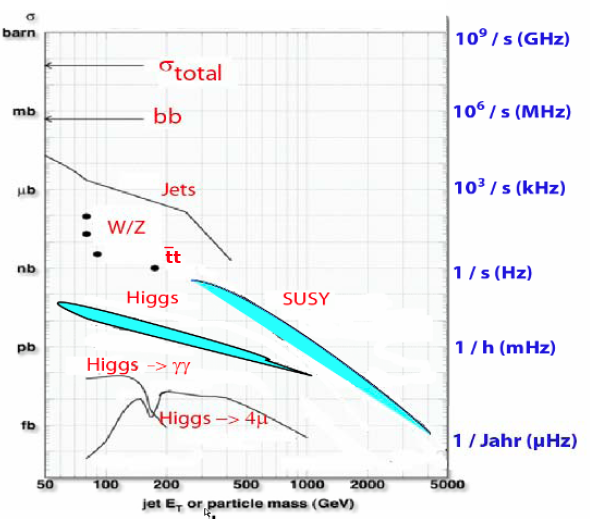 σ
barn
10⁹ / s (GHz)
σtotal
mb
bb
10⁶ / s (MHz)
μb
Jets
10³ / s (kHz)
W/Z
t̅t
nb
1 / s (Hz)
Higgs
SUSY
pb
1 / h (mHz)
Higgs –> γγ
fb
Higgs –> 4μ
1 / Jahr (μHz)
50 100 200 500 1000 2000 5000
jet ET or particle mass (GeV)